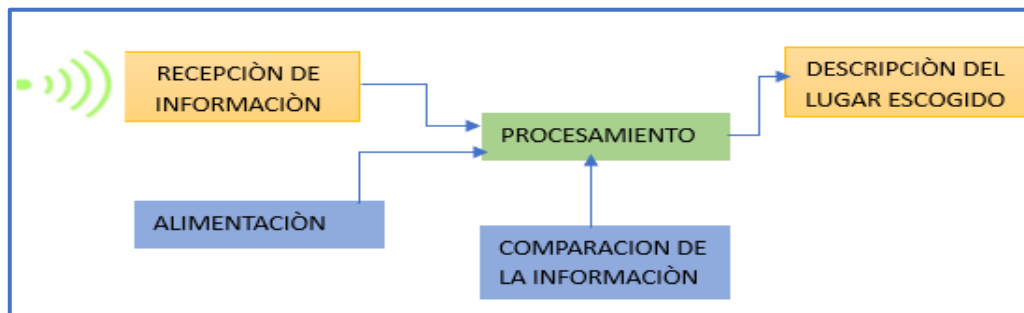 RECEPCIÒN DE
INFORMACIÒN
DESCRIPCIÒN DEL
LUGAR ESCOGIDO
PROCESAMIENTO
ALIMENTACIÒN
COMPARACION DE
LA INFORMACIÒN